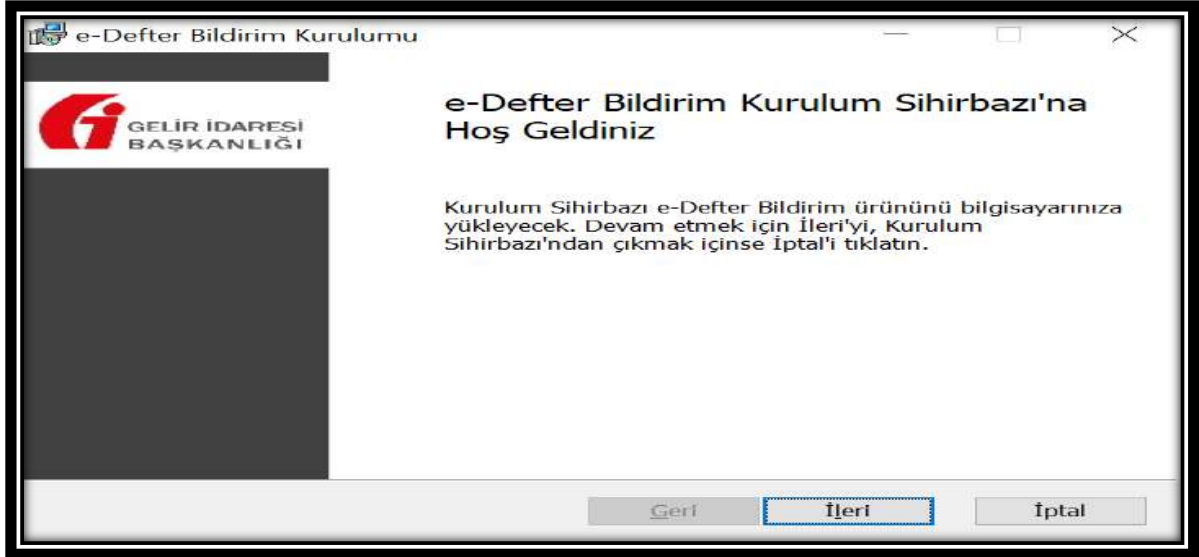 e-Defter Bildirim Kurulumu
GELİR İDARESİ
BAŞKANLIĞI
e-Defter Bildirim Kurulum Sihirbazı'na
Hoş Geldiniz
Kurulum Sihirbazı e-Defter Bildirim ürününü bilgisayarınıza
yükleyecek. Devam etmek için İleri'yi, Kurulum
Sihirbazı'ndan çıkmak içinse İptal'i tıklatın.
Geri İleri İptal